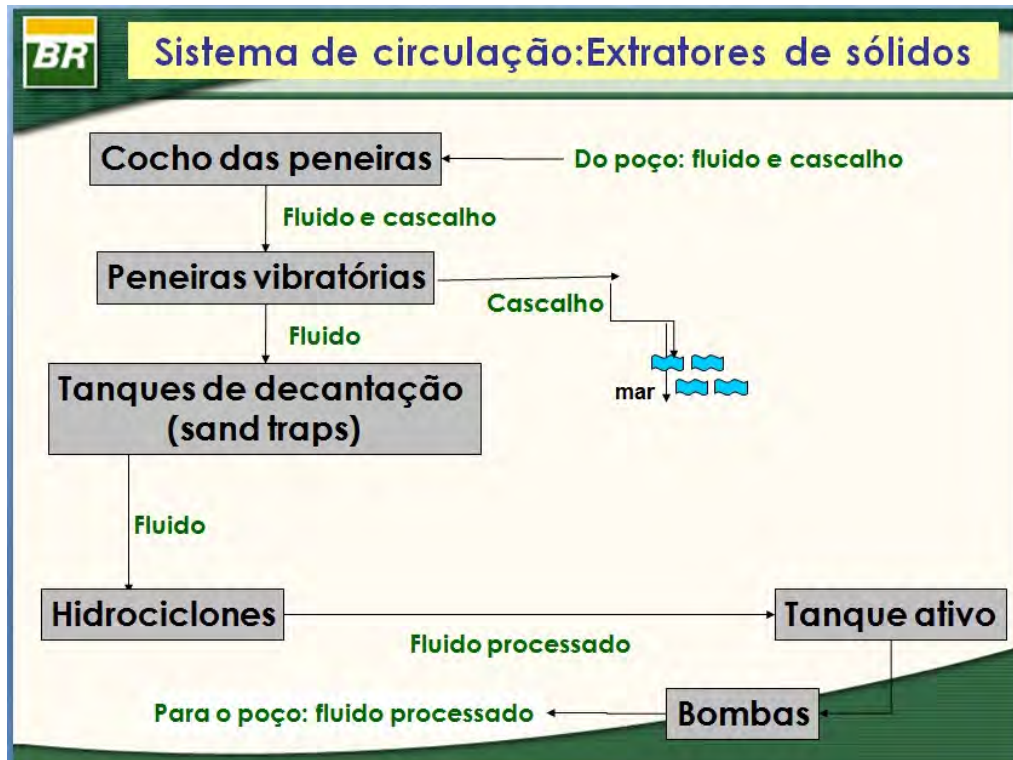 BR
Sistema de circulação:Extratores de sólidos
Cocho das peneiras
Do poço: fluido e cascalho
Fluido e cascalho
Peneiras vibratórias
Cascalho
Fluido
mar
Tanques de decantação
(sand traps)
Fluido
Hidrociclones
Fluido processado
Tanque ativo
Bombas
Para o poço: fluido processado